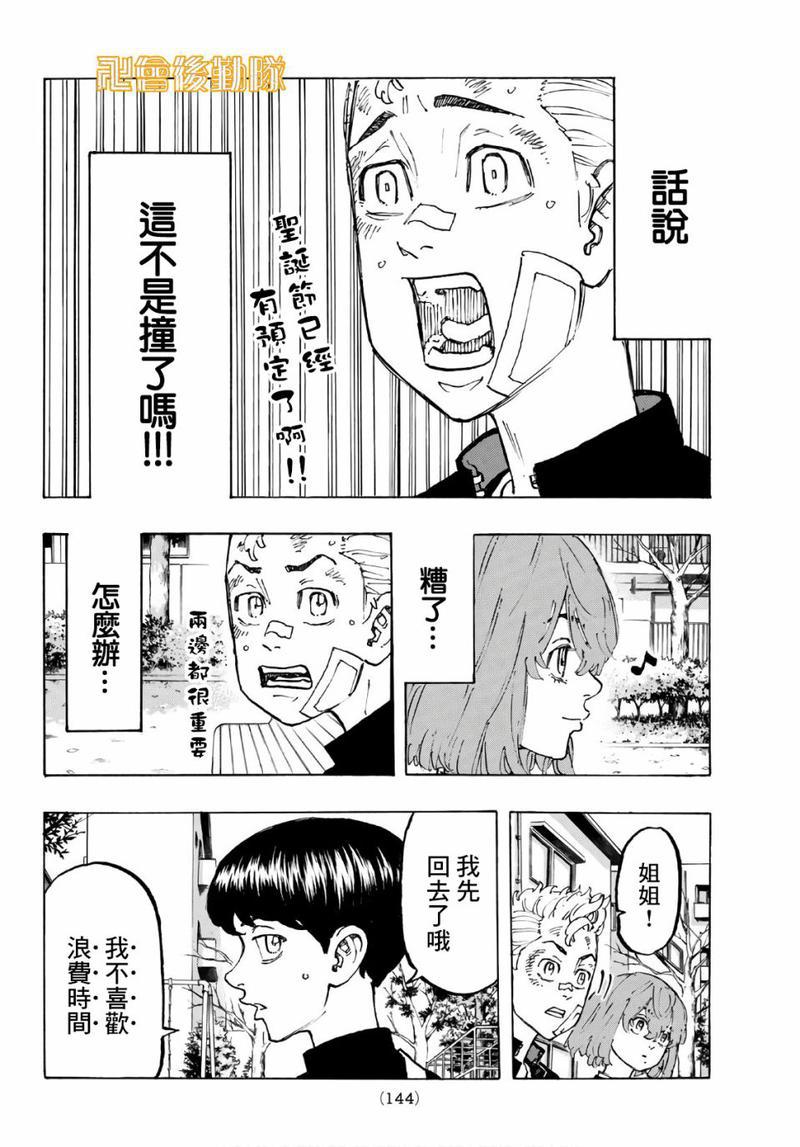 卍會後勤隊
話說
聖誕節已經
有預定了啊!!
這不是撞了嗎!!!
糟了…
♪
兩邊都很重要
怎麼辦…
姐姐!
我先
回去了哦
我不喜歡
浪費時間
(144)